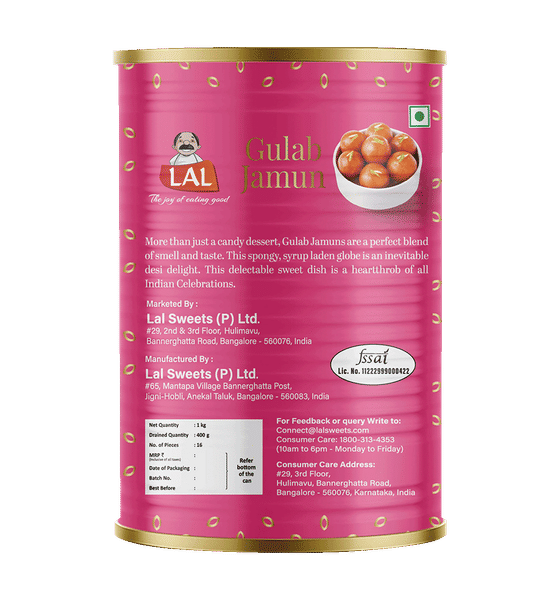 LAL
The joy of eating good
Gulab
Jamun
More than just a candy dessert, Gulab Jamuns are a perfect blend
of smell and taste. This spongy, syrup laden globe is an inevitable
desi delight. This delectable sweet dish is a heartthrob of all
Indian Celebrations.
Marketed By :
Lal Sweets (P) Ltd.
#29, 2nd & 3rd Floor, Hulimavu,
Bannerghatta Road, Bangalore - 560076, India
Manufactured By :
Lal Sweets (P) Ltd.
#65, Mantapa Village Bannerghatta Post,
Jigni-Hobli, Anekal Taluk, Bangalore - 560083, India
fssai
Lic. No. 11222999000422
Net Quantity : 1 kg
Drained Quantity : 400 g
No. of Pieces : 16
MRP ₹ :
(Inclusive of all taxes)
Date of Packaging :
Batch No. :
Best Before :
Refer
bottom
of the
can
For Feedback or query Write to:
Connect@lalsweets.com
Consumer Care: 1800-313-4353
(10am to 6pm - Monday to Friday)
Consumer Care Address:
#29, 3rd Floor,
Hulimavu, Bannerghatta Road,
Bangalore - 560076, Karnataka, India